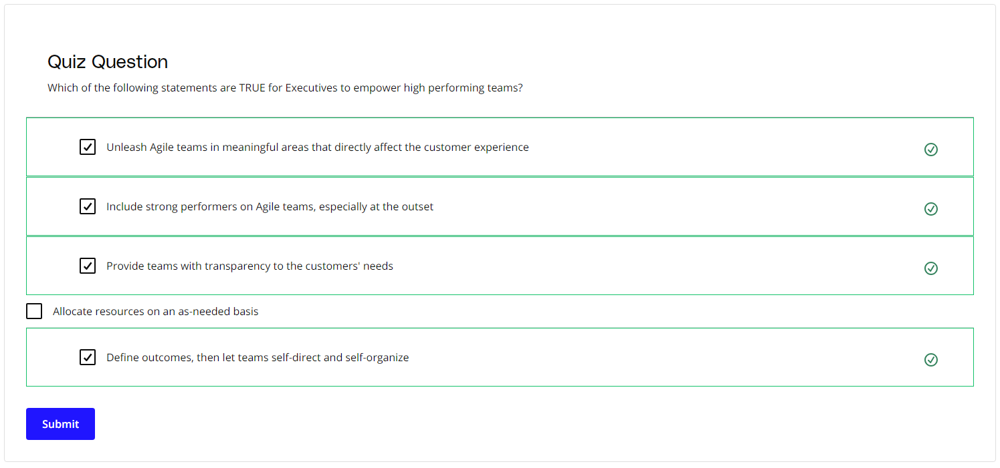 Quiz Question
Which of the following statements are TRUE for Executives to empower high performing teams?
Unleash Agile teams in meaningful areas that directly affect the customer experience
Include strong performers on Agile teams, especially at the outset
Provide teams with transparency to the customers' needs
Allocate resources on an as-needed basis
Define outcomes, then let teams self-direct and self-organize
Submit